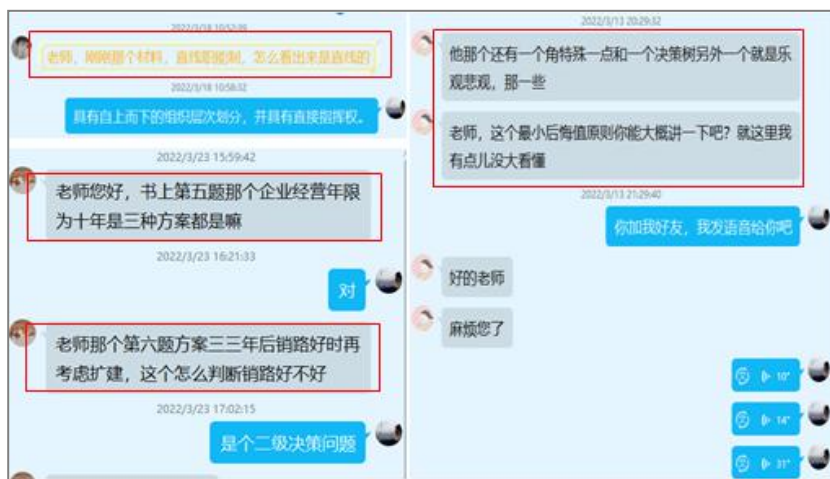 2022/3/18 10:52:39
老师，刚刚那个材料，直线职能制，怎么看出来是直线的
2022/3/18 10:56:32
具有自上而下的组织层次划分，并具有直接指挥权。
2022/3/23 15:59:42
老师您好，书上第五题那个企业经营年限
为十年是三种方案都是嘛
2022/3/23 16:21:33
对
老师那个第六题方案三三年后销路好时再
考虑扩建，这个怎么判断销路好不好
2022/3/23 17:02:15
是个二级决策问题
2022/3/13 20:29:32
他那个还有一个角特殊一点和一个决策树另外一个就是乐
观悲观，那一些
老师，这个最小后悔值原则你能大概讲一下吧？就这里我
有点儿没大看懂
2022/3/13 21:29:40
你加我好友，我发语音给你吧
好的老师
麻烦您了
10"
14"
31"